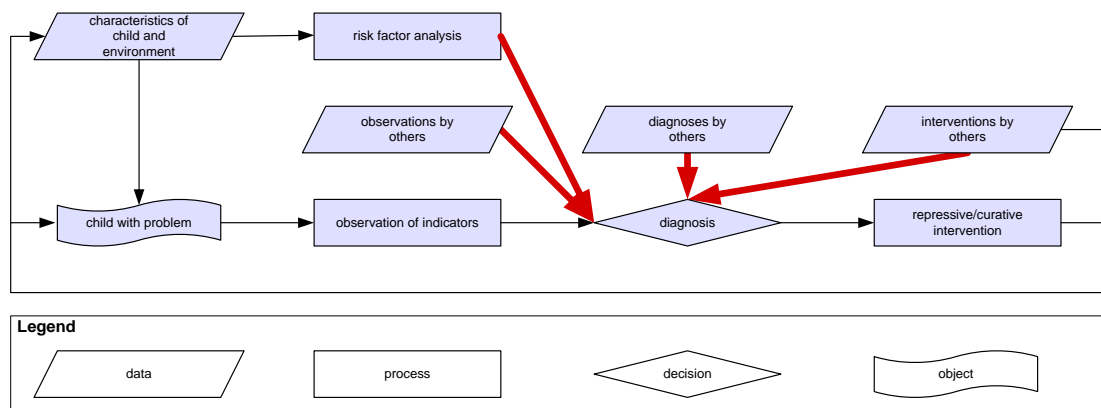 characteristics of
child and
environment
risk factor analysis
observations by
others
diagnoses by
others
interventions by
others
child with problem
observation of indicators
diagnosis
repressive/curative
intervention
Legend
data
process
decision
object